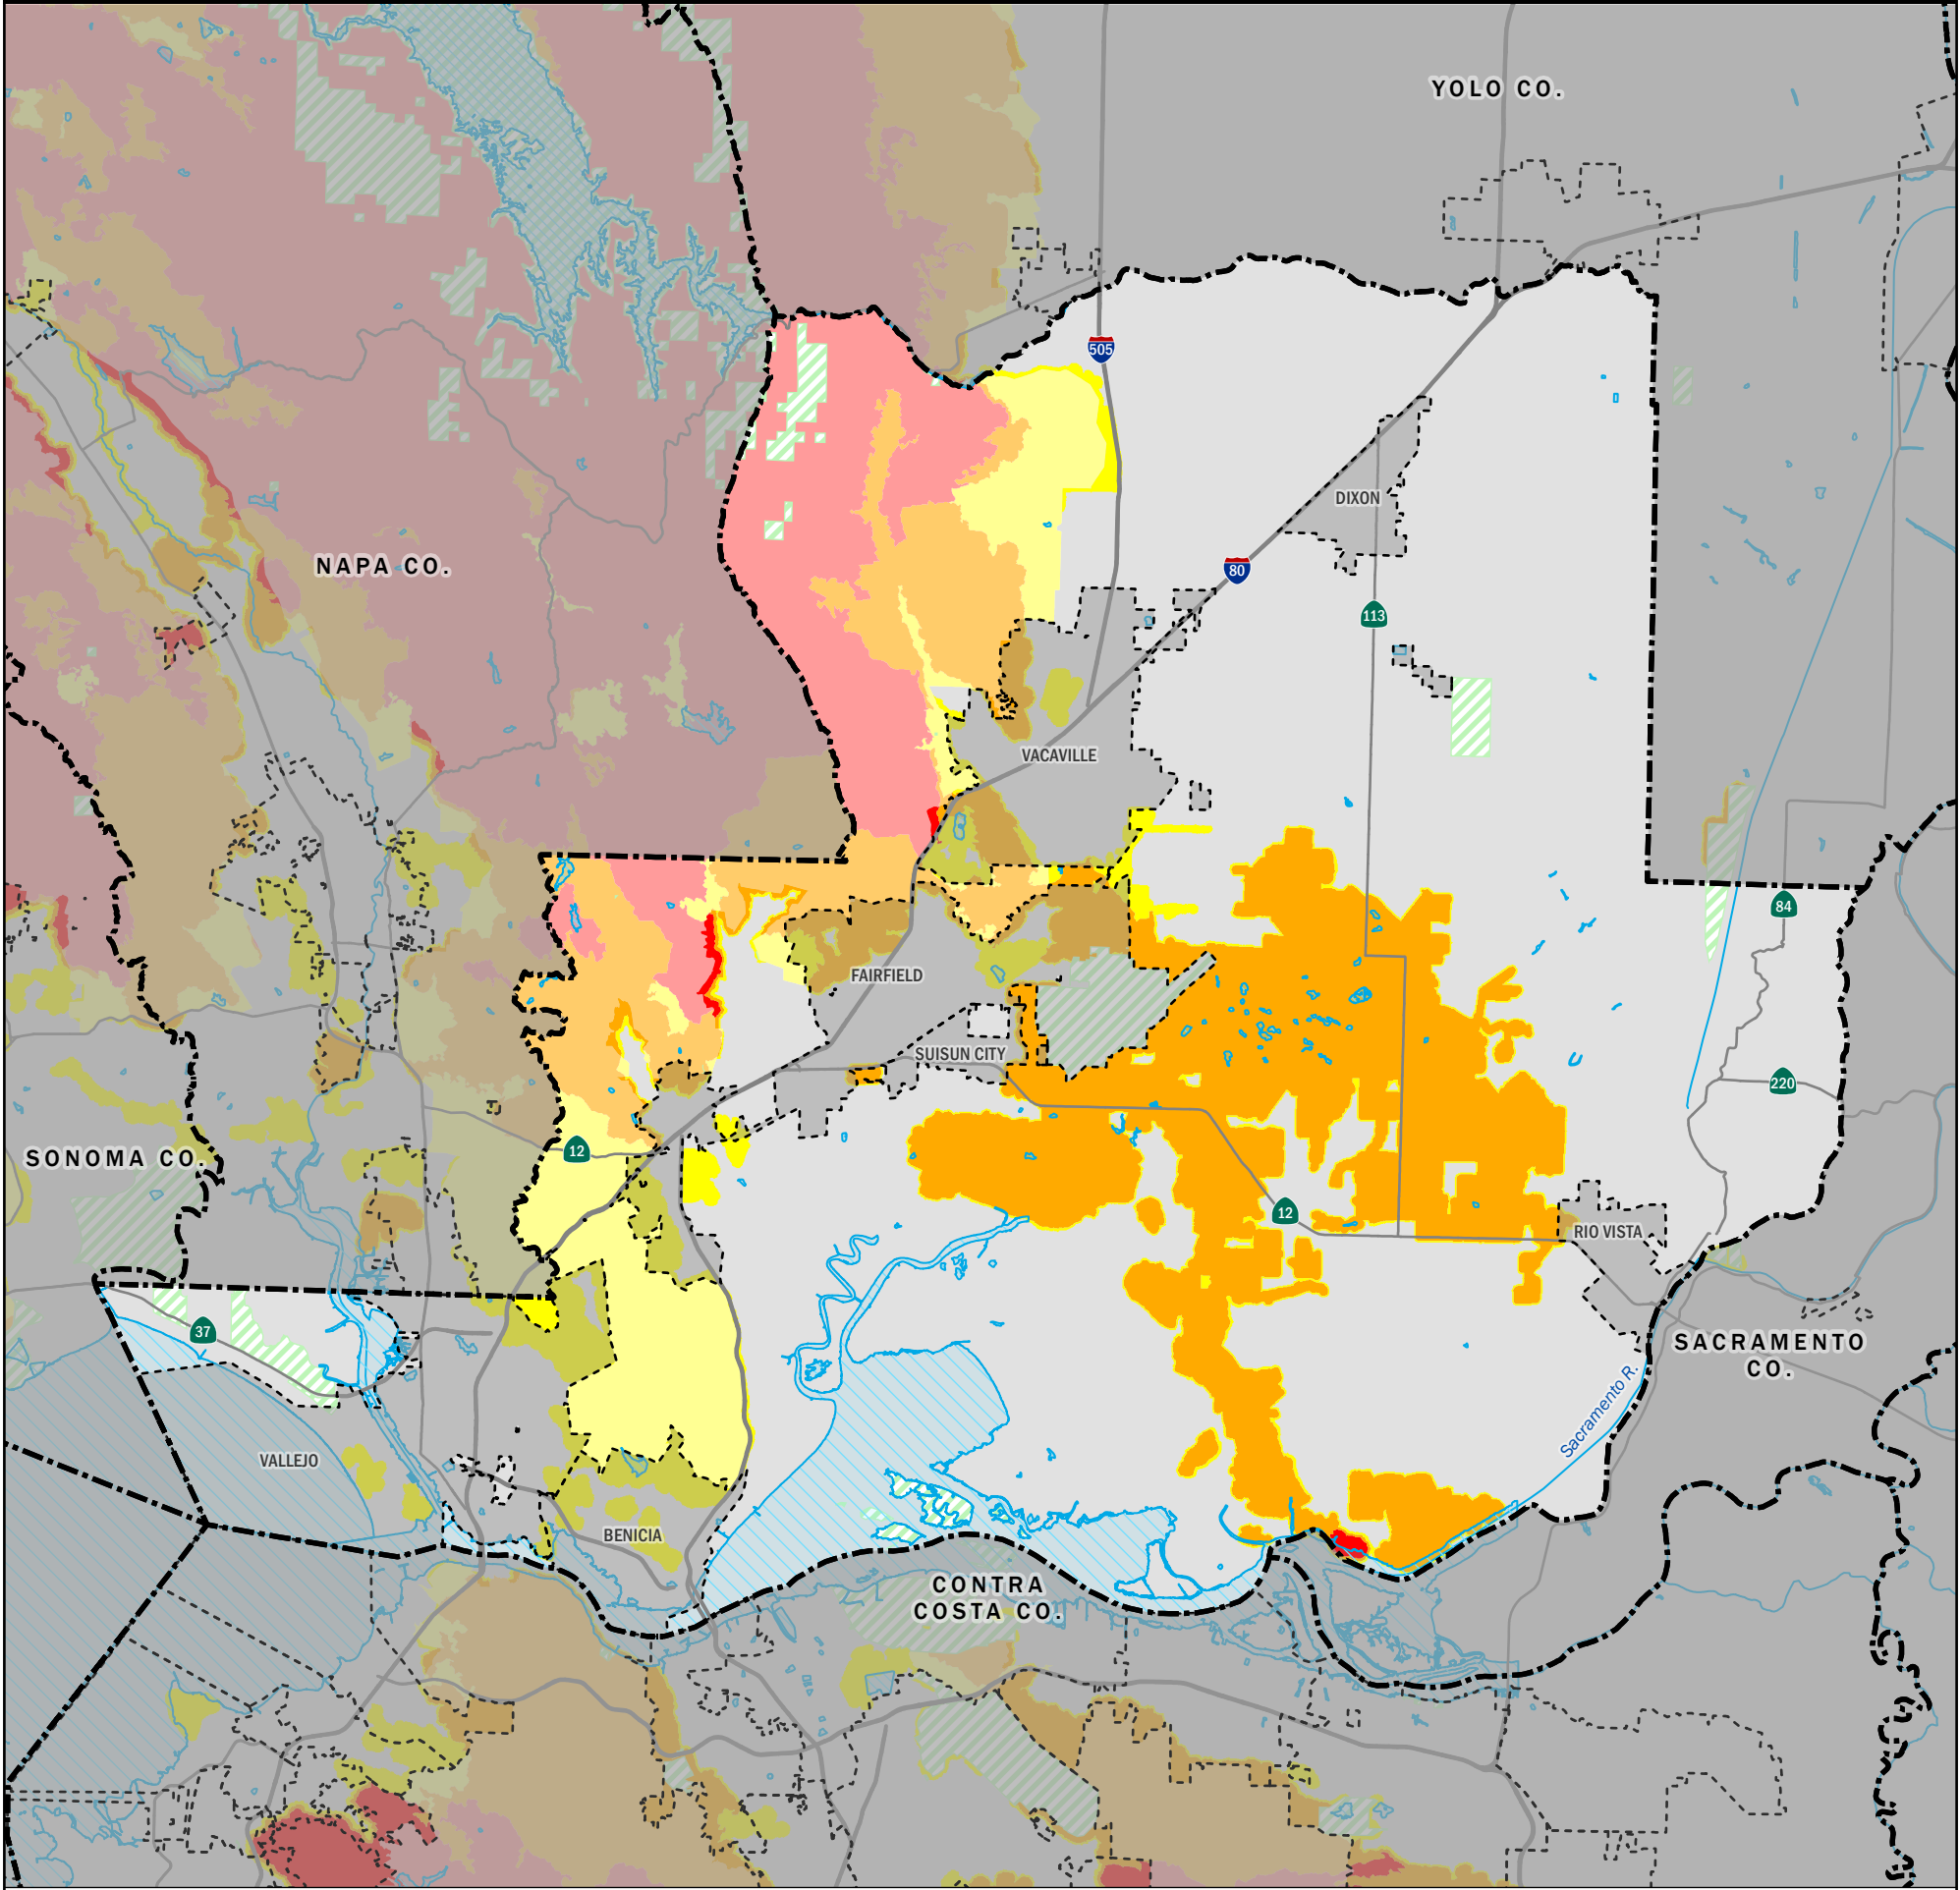 YOLO CO.
505
DIXON
NAPA CO.
80
113
VACAVILLE
84
FAIRFIELD
SUISUN CITY
220
12
SONOMA CO.
12
RIO VISTA
37
SACRAMENTO
CO.
Sacramento R.
VALLEJO
BENICIA
CONTRA
COSTA CO.